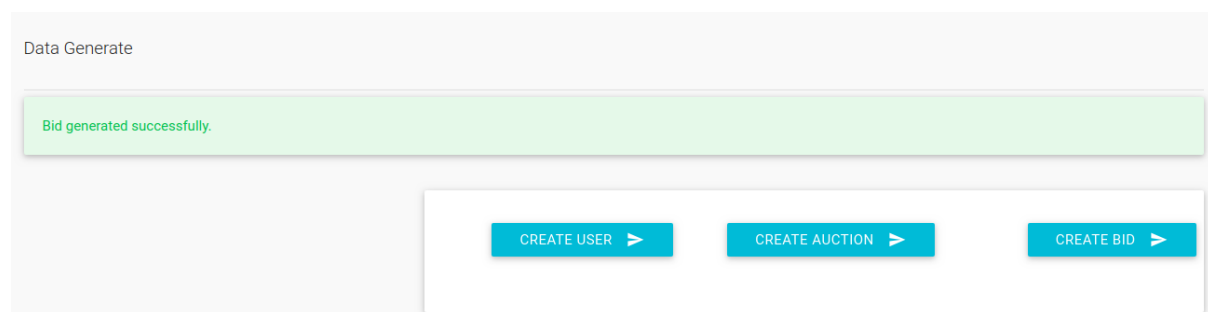 Data Generate
Bid generated successfully.
CREATE USER
CREATE AUCTION
CREATE BID